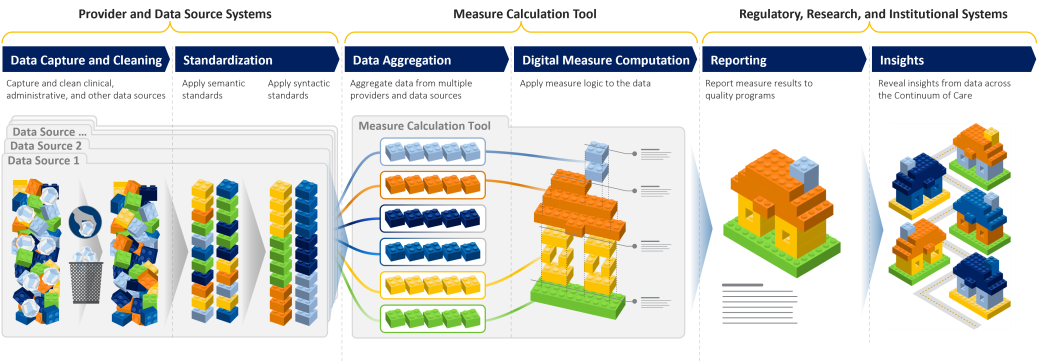 Provider and Data Source Systems
Measure Calculation Tool
Regulatory, Research, and Institutional Systems
Data Capture and Cleaning
Standardization
Data Aggregation
Digital Measure Computation
Reporting
Insights
Capture and clean clinical,
administrative, and other data sources
Apply semantic
standards
Apply syntactic
standards
Aggregate data from multiple
providers and data sources
Apply measure logic to the data
Report measure results to
quality programs
Reveal insights from data across
the Continuum of Care
Data Source ...
Data Source 2
Data Source 1
Measure Calculation Tool